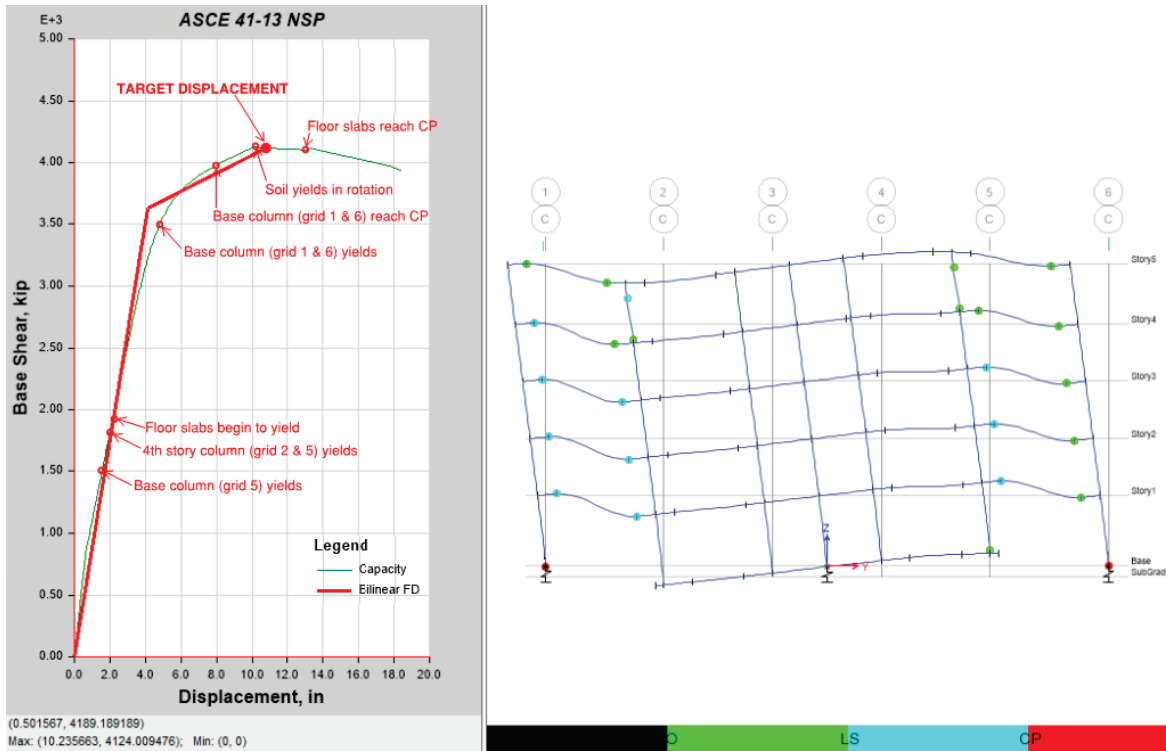 E+3
ASCE 41-13 NSP
5.00
4.50
4.00
3.50
3.00
2.50
2.00
1.50
1.00
0.50
0.00
Base Shear, kip
TARGET DISPLACEMENT
Floor slabs reach CP
Soil yields in rotation
Base column (grid 1 & 6) reach CP
Base column (grid 1 & 6) yields
Floor slabs begin to yield
4th story column (grid 2 & 5) yields
Base column (grid 5) yields
Legend
Capacity
Bilinear FD
0.0 2.0 4.0 6.0 8.0 10.0 12.0 14.0 16.0 18.0 20.0
Displacement, in
(0.501567, 4189.189189)
Max: (10.235663, 4124.009476); Min: (0, 0)
1 2 3 4 5 6
C C C C C C
Story5
Story4
Story3
Story2
Story1
Base
SubGrad
Z
Y
LS
CP